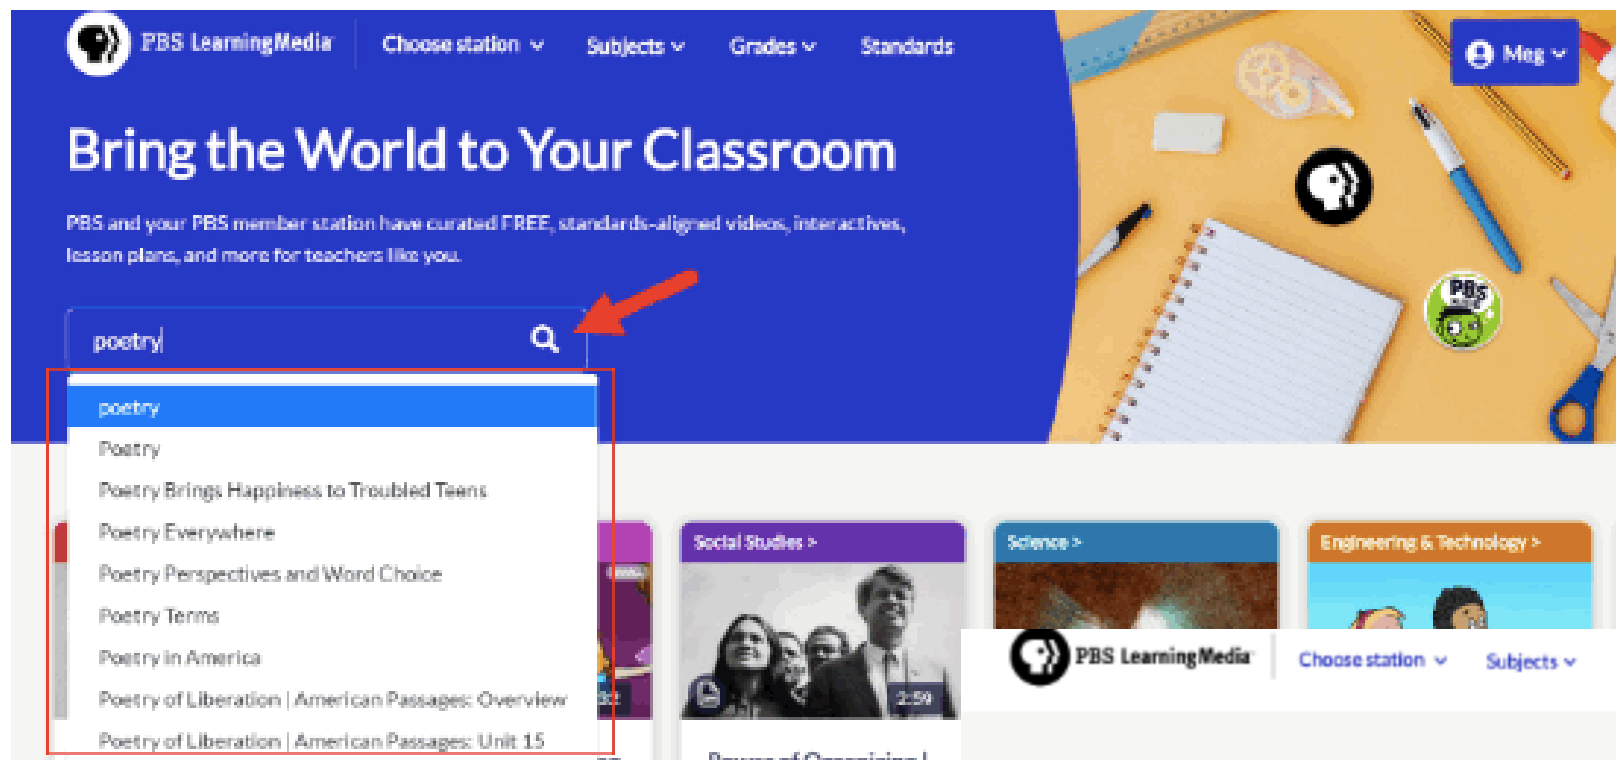 PBS LearningMedia Choose station Subjects Grades Standards Meg
Bring the World to Your Classroom
PBS and your PBS member station have curated FREE, standards-aligned videos, interactives,
lesson plans, and more for teachers like you.
PBS
poetry
poetry
Poetry
Poetry Brings Happiness to Troubled Teens
Poetry Everywhere
Poetry Perspectives and Word Choice
Poetry Terms
Poetry in America
Poetry of Liberation | American Passages: Overview
Poetry of Liberation | American Passages: Unit 15
Social Studies >
Science >
Engineering & Technology >
2:59
Power of Organizing
PBS LearningMedia Choose station Subjects